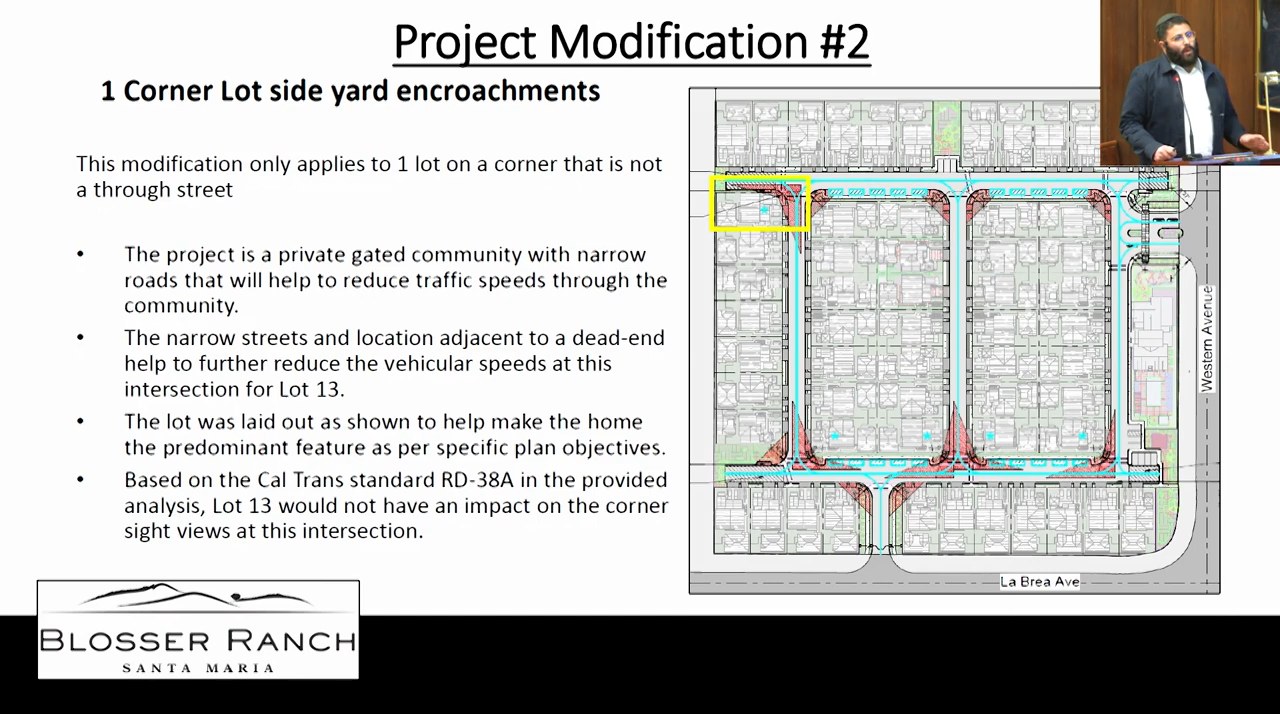 Project Modification #2
1 Corner Lot side yard encroachments
This modification only applies to 1 lot on a corner that is not
a through street
• The project is a private gated community with narrow
roads that will help to reduce traffic speeds through the
community.
• The narrow streets and location adjacent to a dead-end
help to further reduce the vehicular speeds at this
intersection for Lot 13.
• The lot was laid out as shown to help make the home
the predominant feature as per specific plan objectives.
• Based on the Cal Trans standard RD-38A in the provided
analysis, Lot 13 would not have an impact on the corner
sight views at this intersection.
Western Avenue
La Brea Ave
BLOSSER RANCH
SANTA MARIA